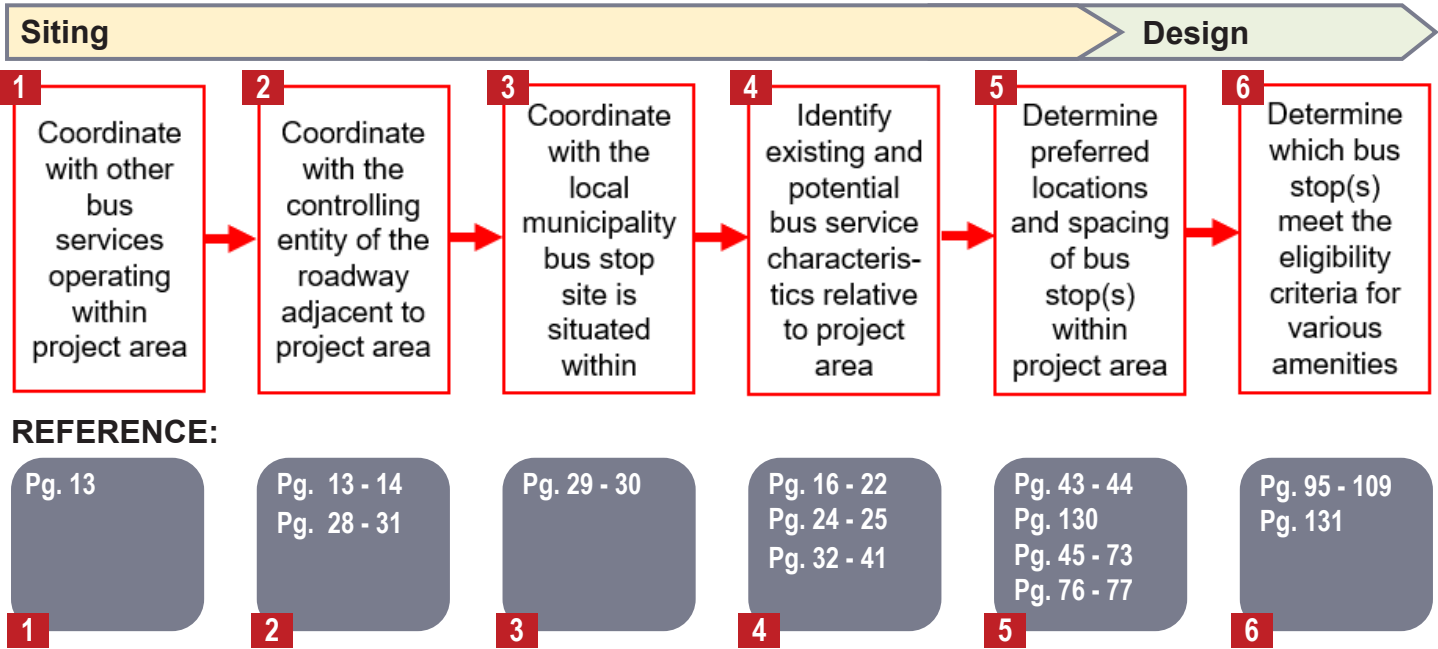 Siting
Design
1
Coordinate
with other
bus
services
operating
within
project area
2
Coordinate
with the
controlling
entity of the
roadway
adjacent to
project area
3
Coordinate
with the
local
municipality
bus stop
site is
situated
within
4
Identify
existing and
potential
bus service
characteris-
tics relative
to project
area
5
Determine
preferred
locations
and spacing
of bus
stop(s)
within
project area
6
Determine
which bus
stop(s)
meet the
eligibility
criteria for
various
amenities
REFERENCE:
Pg. 13
1
Pg. 13 - 14
Pg. 28 - 31
2
Pg. 29 - 30
3
Pg. 16 - 22
Pg. 24 - 25
Pg. 32 - 41
4
Pg. 43 - 44
Pg. 130
Pg. 45 - 73
Pg. 76 - 77
5
Pg. 95 - 109
Pg. 131
6